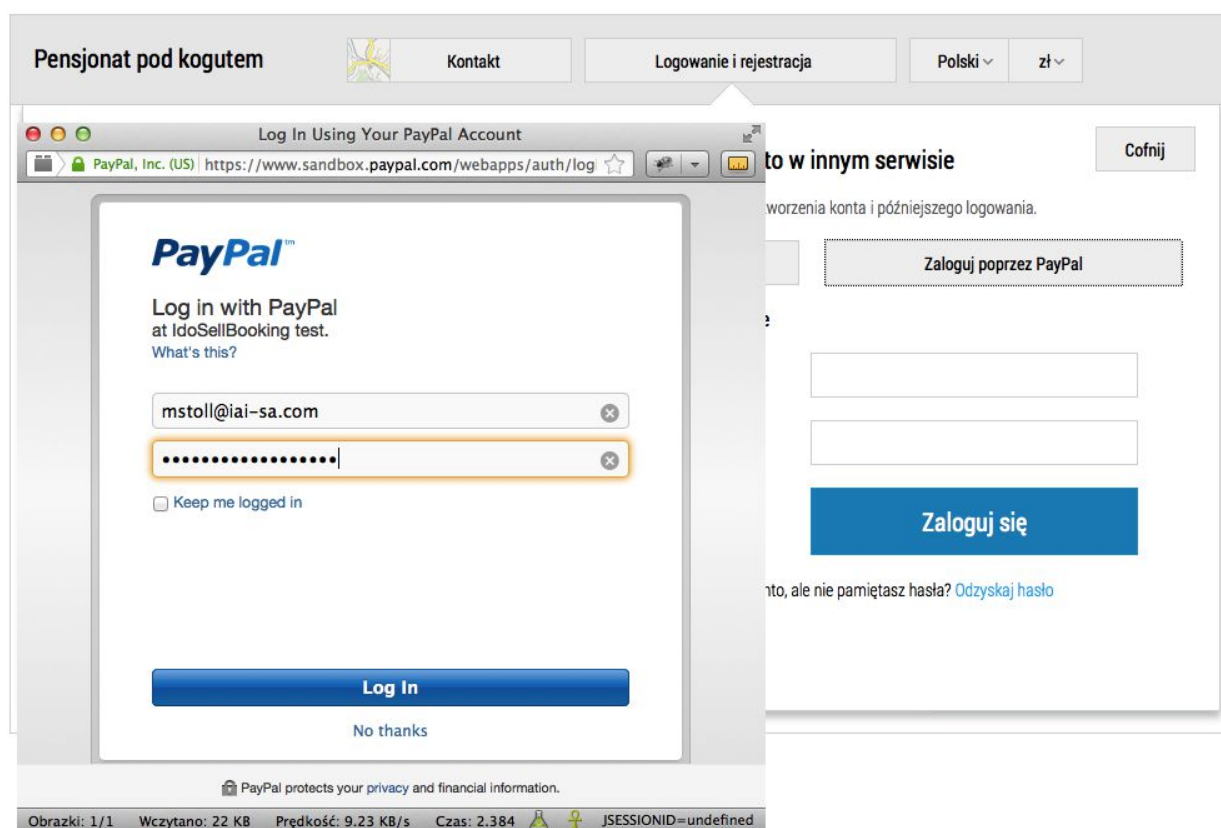 Pensjonat pod kogutem
Kontakt
Logowanie i rejestracja
Polski
zł
Log In Using Your PayPal Account
PayPal, Inc. (US) https://www.sandbox.paypal.com/webapps/auth/log
PayPal™
Log in with PayPal
at IdoSellBooking test.
What's this?
mstoll@iai-sa.com
••••••••••••••••••
Keep me logged in
Log In
No thanks
PayPal protects your privacy and financial information.
Obrazki: 1/1 Wczytano: 22 KB Prędkość: 9.23 KB/s Czas: 2.384 JSESSIONID=undefined
to w innym serwisie
Cofnij
worzenia konta i późniejszego logowania.
Zaloguj poprzez PayPal
Zaloguj się
nto, ale nie pamiętasz hasła? Odzyskaj hasło